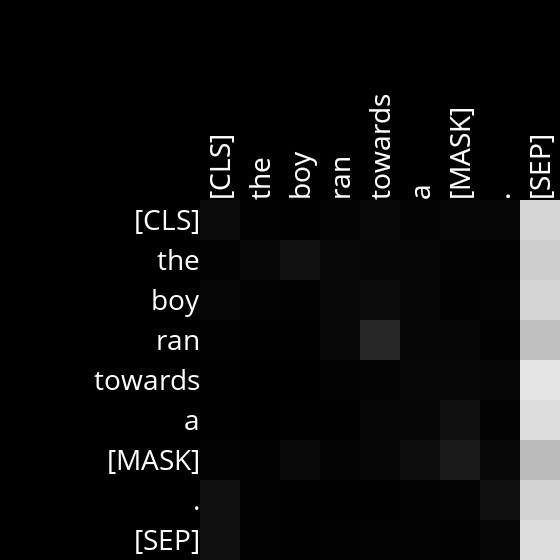 [CLS] the boy ran towards a [MASK] . [SEP]
[CLS]
the
boy
ran
towards
a
[MASK]
.
[SEP]